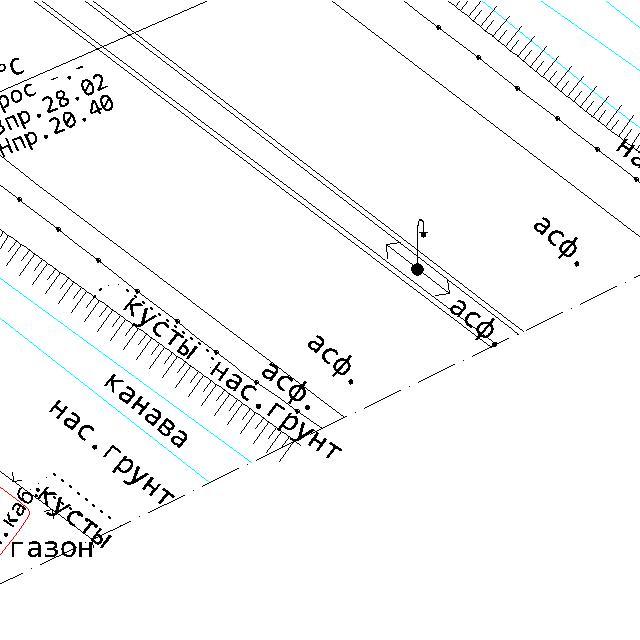 °С
рос -.-
Впр.28.02
Нпр.20.40
на
асф.
асф.
асф.
асф.
кусты
нас.грунт
канава
нас.грунт
кусты
.каб.
газон